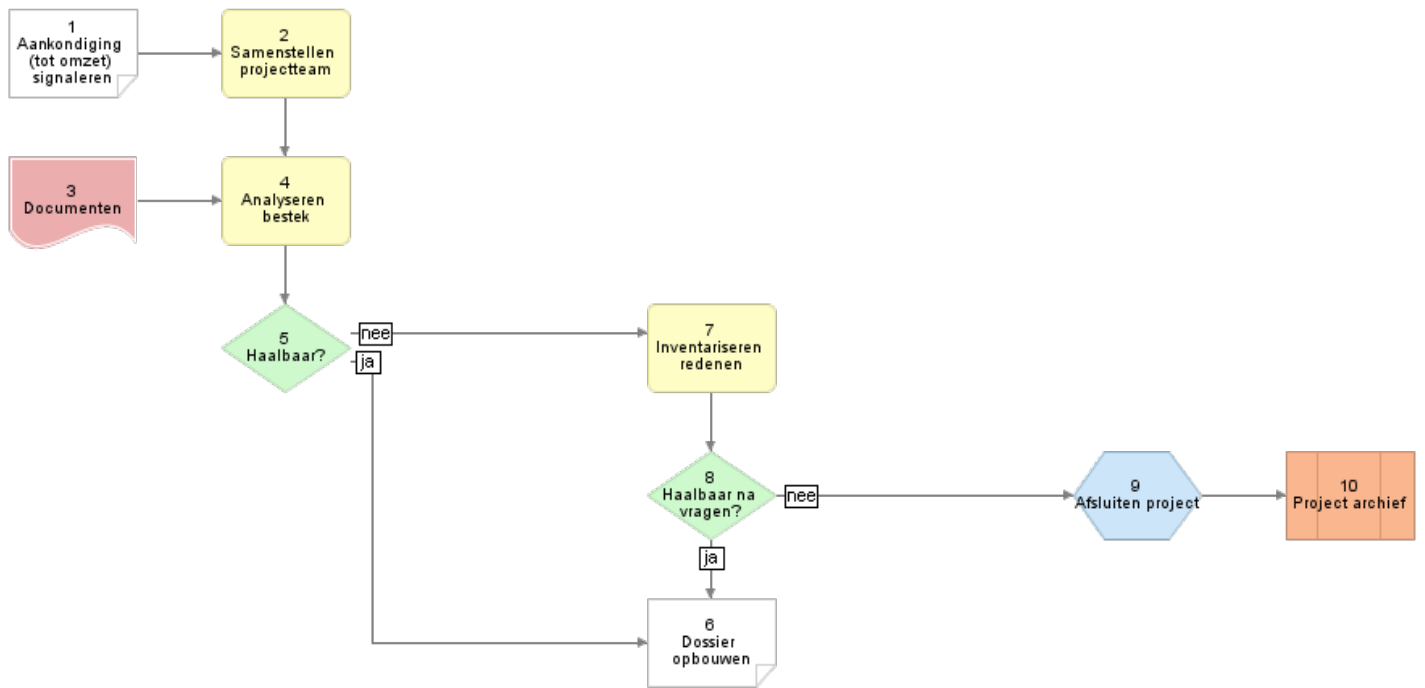 1
Aankondiging
(tot omzet)
signaleren
2
Samenstellen
projectteam
3
Documenten
4
Analyseren
bestek
5
Haalbaar?
nee
ja
7
Inventariseren
redenen
8
Haalbaar na
vragen?
nee
ja
9
Afsluiten project
10
Project archief
6
Dossier
opbouwen